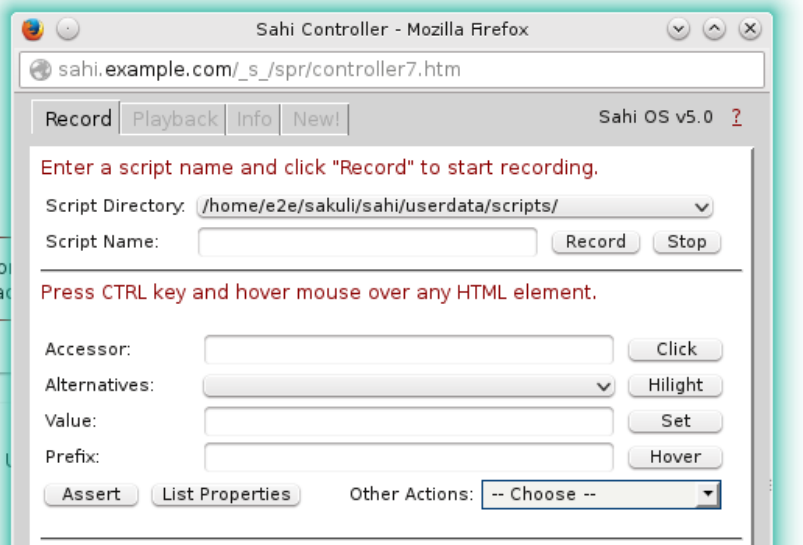 Sahi Controller - Mozilla Firefox
sahi.example.com/_s_/spr/controller7.htm
Record Playback Info New! Sahi OS v5.0 ?
Enter a script name and click "Record" to start recording.
Script Directory: /home/e2e/sakuli/sahi/userdata/scripts/
Script Name: Record Stop
Press CTRL key and hover mouse over any HTML element.
Accessor: Click
Alternatives: Hilight
Value: Set
Prefix: Hover
Assert List Properties Other Actions: -- Choose --